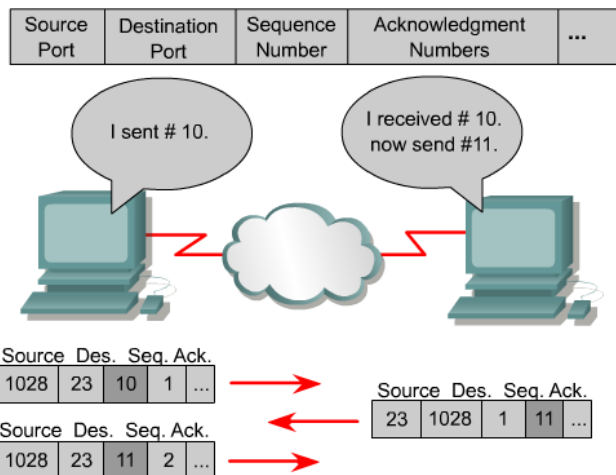 Source Port Destination Port Sequence Number Acknowledgment Numbers ...
I sent # 10.
I received # 10.
now send #11.
Source Des. Seq. Ack.
1028 23 10 1 ...
Source Des. Seq. Ack.
23 1028 1 11 ...
Source Des. Seq. Ack.
1028 23 11 2 ...